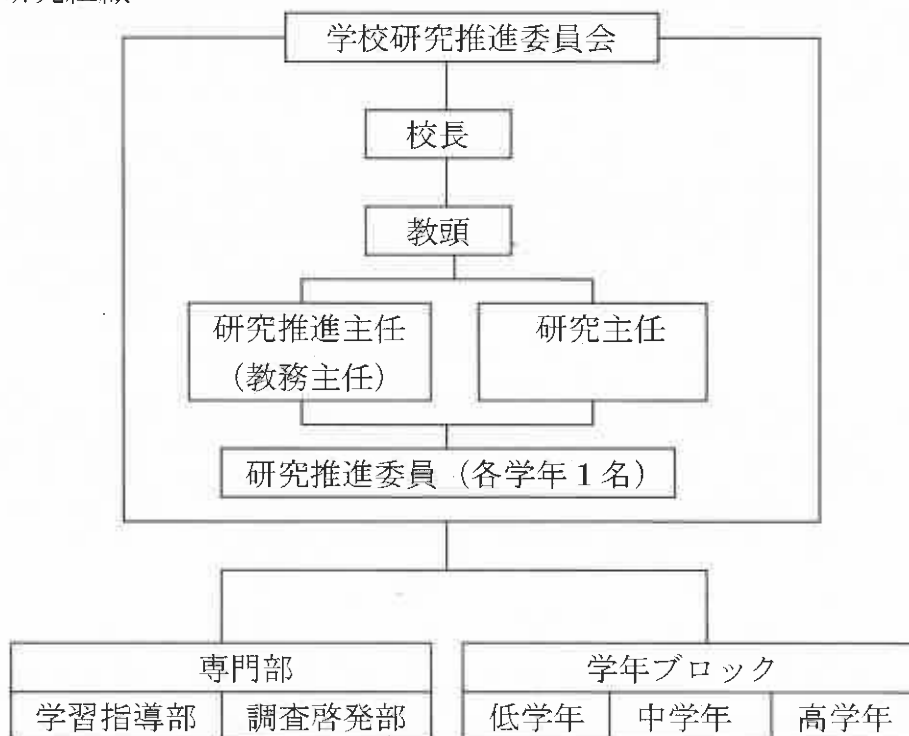 学校研究推進委員会
校長
教頭
研究推進主任
(教務主任)
研究主任
研究推進委員(各学年1名)
専門部
学年ブロック
学習指導部
調査啓発部
低学年
中学年
高学年